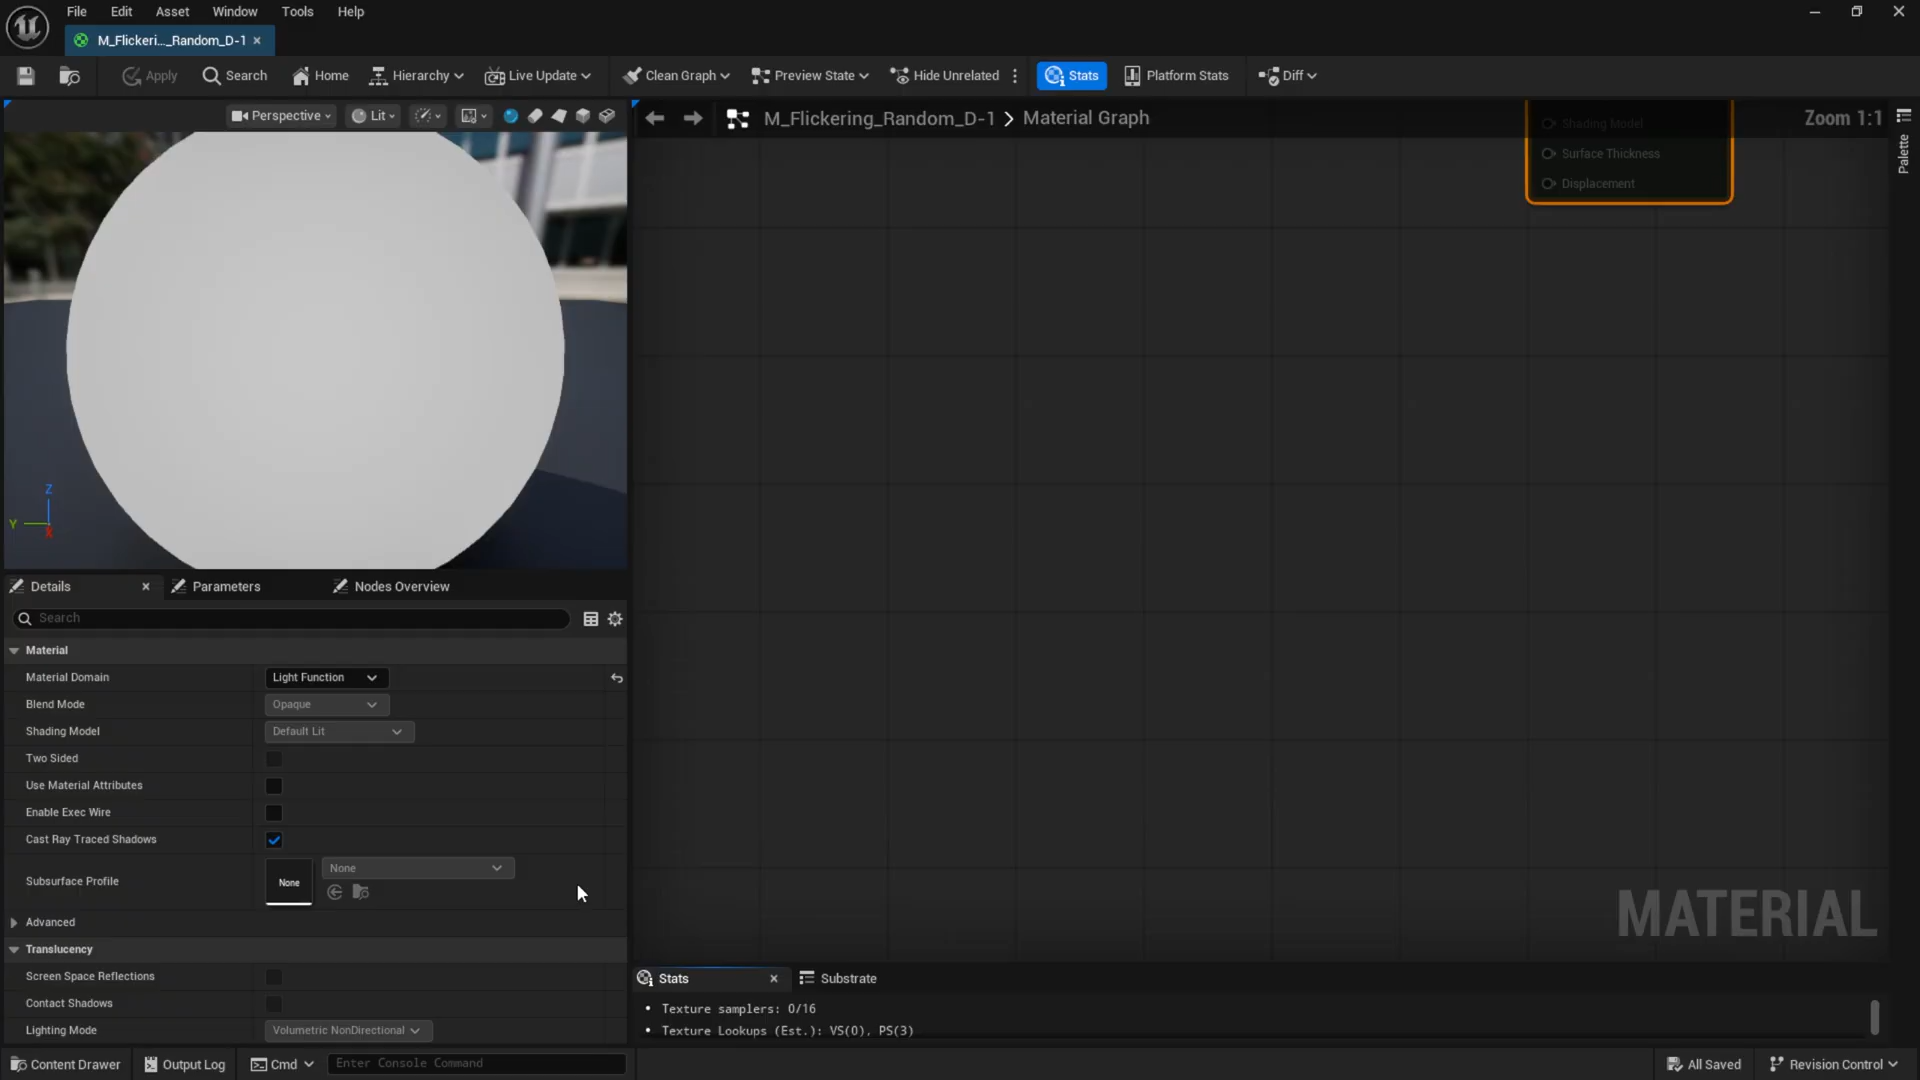 File Edit Asset Window Tools Help
M_Flickeri..._Random_D-1
Apply Search Home Hierarchy Live Update Clean Graph Preview State Hide Unrelated Stats Platform Stats Diff
Perspective Lit
M_Flickering_Random_D-1 > Material Graph Zoom 1:1
Shading Model
Surface Thickness
Displacement
Palette
Z
Y
X
Details Parameters Nodes Overview
Search
Material
Material Domain Light Function
Blend Mode Opaque
Shading Model Default Lit
Two Sided
Use Material Attributes
Enable Exec Wire
Cast Ray Traced Shadows
Subsurface Profile None None
Advanced
Translucency
Screen Space Reflections
Contact Shadows
Lighting Mode Volumetric NonDirectional
MATERIAL
Stats Substrate
• Texture samplers: 0/16
• Texture Lookups (Est.): VS(0), PS(3)
Content Drawer Output Log Cmd Enter Console Command All Saved Revision Control